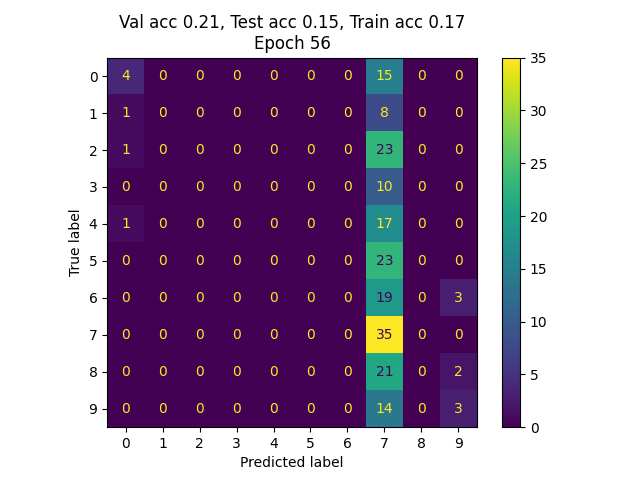 Val acc 0.21, Test acc 0.15, Train acc 0.17
Epoch 56
0 4 0 0 0 0 0 0 15 0 0
1 1 0 0 0 0 0 0 8 0 0
2 1 0 0 0 0 0 0 23 0 0
3 0 0 0 0 0 0 0 10 0 0
4 1 0 0 0 0 0 0 17 0 0
5 0 0 0 0 0 0 0 23 0 0
6 0 0 0 0 0 0 0 19 0 3
7 0 0 0 0 0 0 0 35 0 0
8 0 0 0 0 0 0 0 21 0 2
9 0 0 0 0 0 0 0 14 0 3
0 1 2 3 4 5 6 7 8 9
True label
Predicted label
35
30
25
20
15
10
5
0